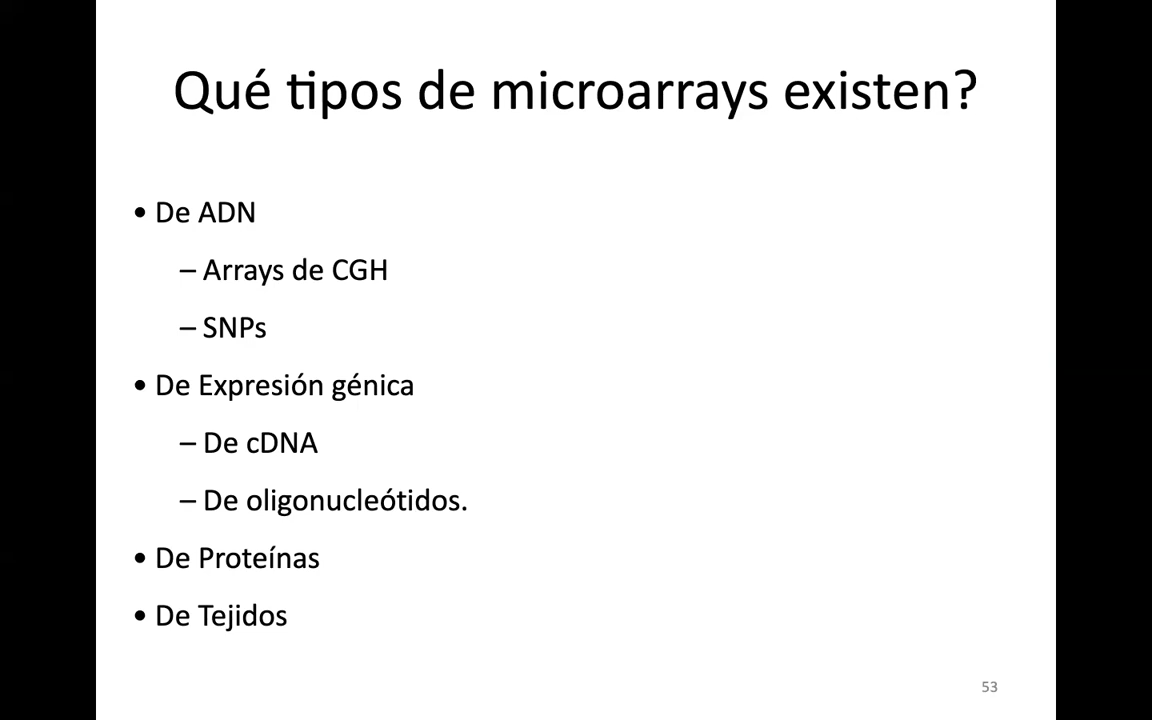 Qué tipos de microarrays existen?
• De ADN
– Arrays de CGH
– SNPs
• De Expresión génica
– De cDNA
– De oligonucleótidos.
• De Proteínas
• De Tejidos
53